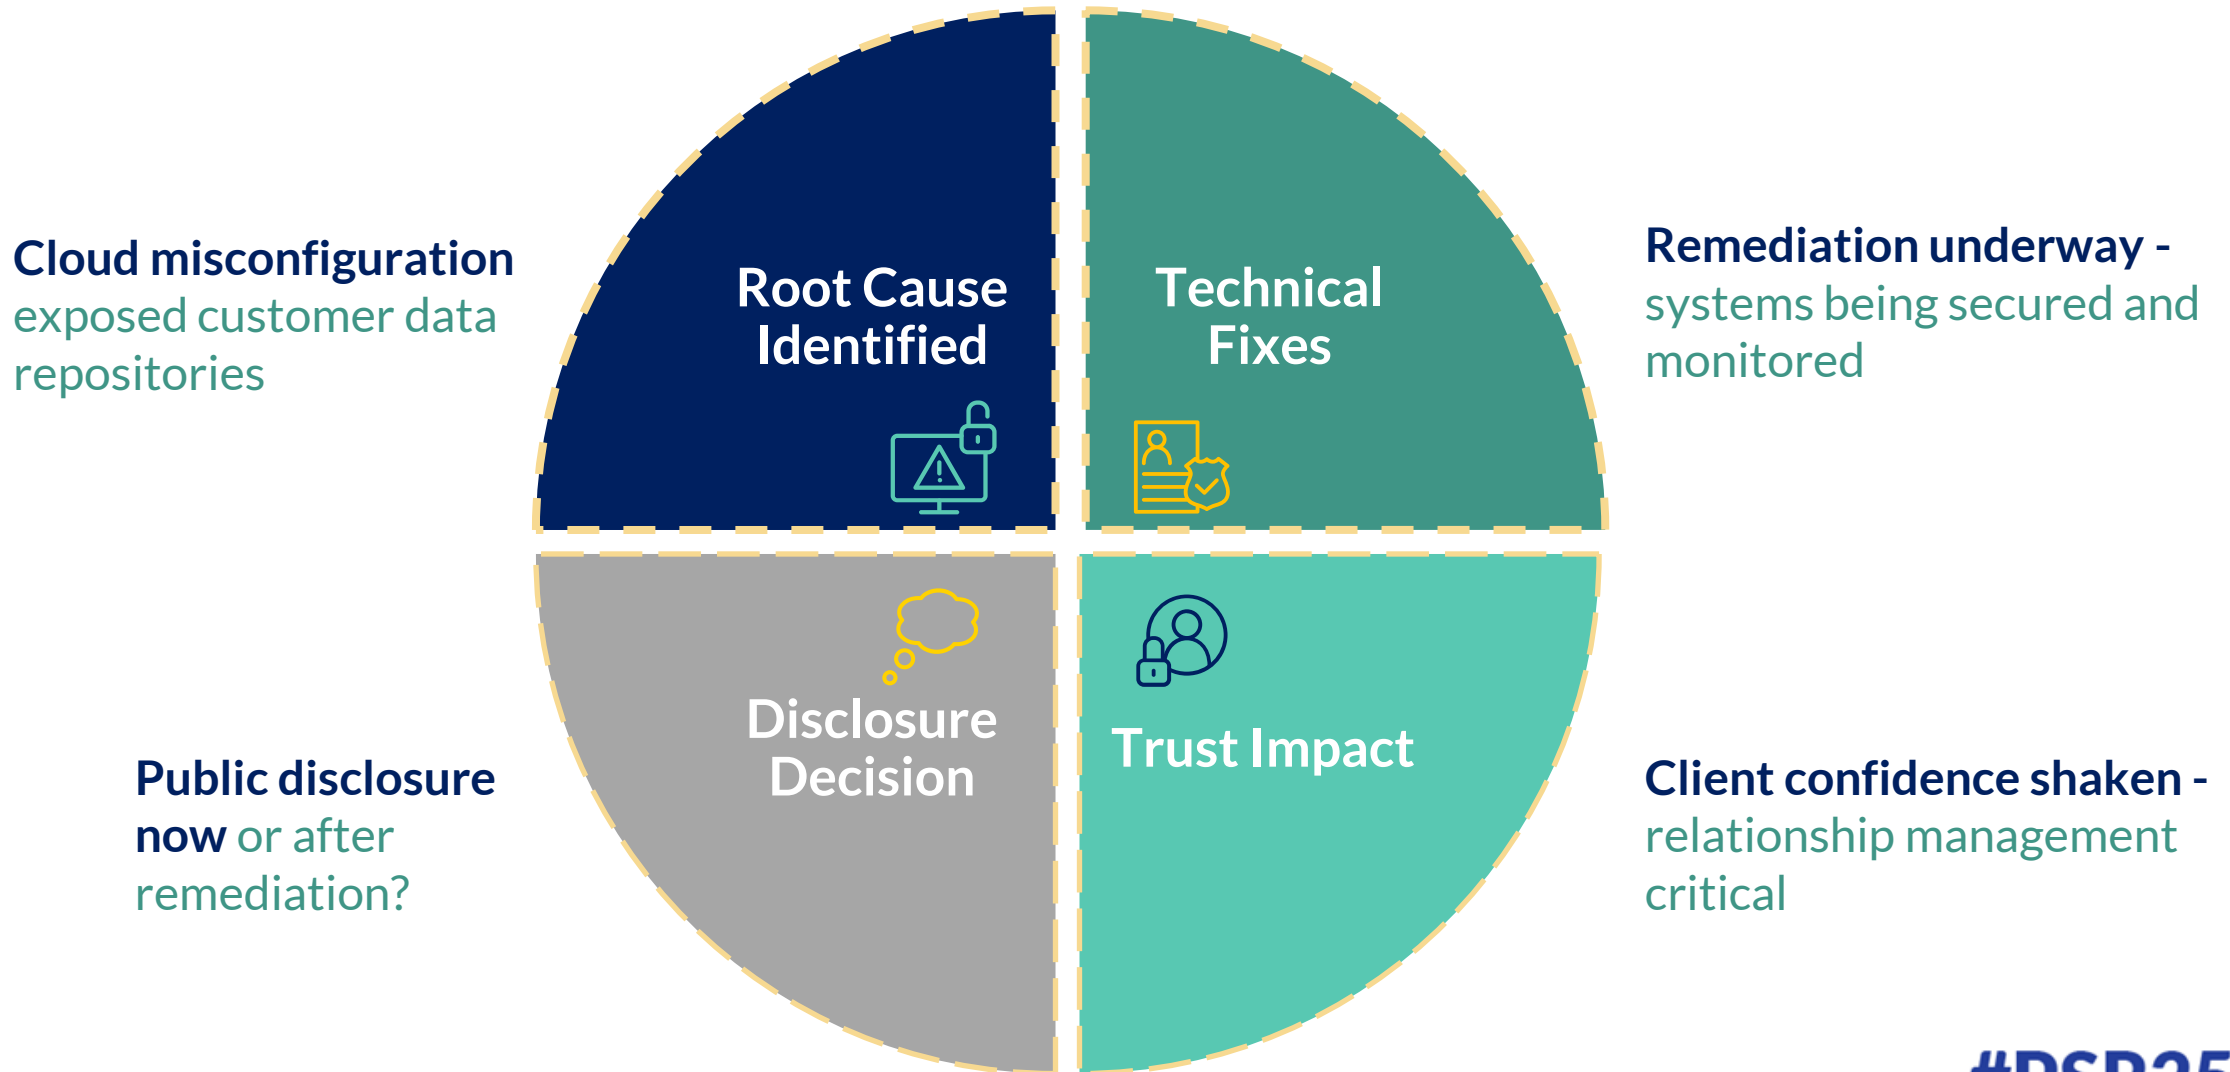 Cloud misconfiguration
exposed customer data
repositories
Root Cause
Identified
Technical
Fixes
Remediation underway -
systems being secured and
monitored
Public disclosure
now or after
remediation?
Disclosure
Decision
Trust Impact
Client confidence shaken -
relationship management
critical
#PSR25